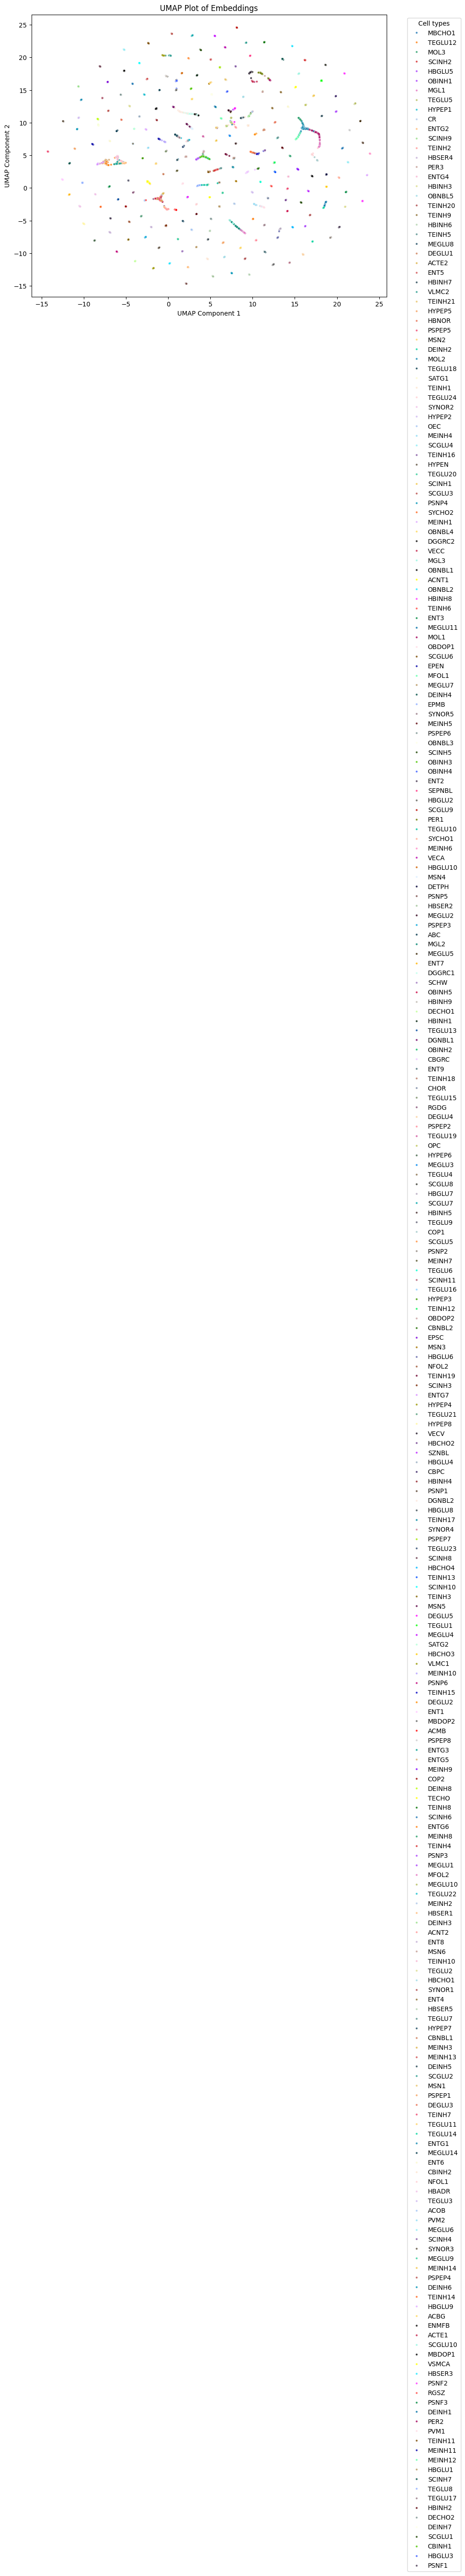 UMAP Plot of Embeddings
UMAP Component 2
25
20
15
10
5
0
−5
−10
−15
−15
−10
−5
0
5
10
15
20
25
UMAP Component 1
Cell types
MBCHO1
TEGLU12
MOL3
SCINH2
HBGLU5
OBINH1
MGL1
TEGLU5
HYPEP1
CR
ENTG2
SCINH9
TEINH2
HBSER4
PER3
ENTG4
HBINH3
OBNBL5
TEINH20
TEINH9
HBINH6
TEINH5
MEGLU8
DEGLU1
ACTE2
ENT5
HBINH7
VLMC2
TEINH21
HYPEP5
HBNOR
PSPEP5
MSN2
DEINH2
MOL2
TEGLU18
SATG1
TEINH1
TEGLU24
SYNOR2
HYPEP2
OEC
MEINH4
SCGLU4
TEINH16
HYPEN
TEGLU20
SCINH1
SCGLU3
PSNP4
SYCHO2
MEINH1
OBNBL4
DGGRC2
VECC
MGL3
OBNBL1
ACNT1
OBNBL2
HBINH8
TEINH6
ENT3
MEGLU11
MOL1
OBDOP1
SCGLU6
EPEN
MFOL1
MEGLU7
DEINH4
EPMB
SYNOR5
MEINH5
PSPEP6
OBNBL3
SCINH5
OBINH3
OBINH4
ENT2
SEPNBL
HBGLU2
SCGLU9
PER1
TEGLU10
SYCHO1
MEINH6
VECA
HBGLU10
MSN4
DETPH
PSNP5
HBSER2
MEGLU2
PSPEP3
ABC
MGL2
MEGLU5
ENT7
DGGRC1
SCHW
OBINH5
HBINH9
DECHO1
HBINH1
TEGLU13
DGNBL1
OBINH2
CBGRC
ENT9
TEINH18
CHOR
TEGLU15
RGDG
DEGLU4
PSPEP2
TEGLU19
OPC
HYPEP6
MEGLU3
TEGLU4
SCGLU8
HBGLU7
SCGLU7
HBINH5
TEGLU9
COP1
SCGLU5
PSNP2
MEINH7
TEGLU6
SCINH11
TEGLU16
HYPEP3
TEINH12
OBDOP2
CBNBL2
EPSC
MSN3
HBGLU6
NFOL2
TEINH19
SCINH3
ENTG7
HYPEP4
TEGLU21
HYPEP8
VECV
HBCHO2
SZNBL
HBGLU4
CBPC
HBINH4
PSNP1
DGNBL2
HBGLU8
TEINH17
SYNOR4
PSPEP7
TEGLU23
SCINH8
HBCHO4
TEINH13
SCINH10
TEINH3
MSN5
DEGLU5
TEGLU1
MEGLU4
SATG2
HBCHO3
VLMC1
MEINH10
PSNP6
TEINH15
DEGLU2
ENT1
MBDOP2
ACMB
PSPEP8
ENTG3
ENTG5
MEINH9
COP2
DEINH8
TECHO
TEINH8
SCINH6
ENTG6
MEINH8
TEINH4
PSNP3
MEGLU1
MFOL2
MEGLU10
TEGLU22
MEINH2
HBSER1
DEINH3
ACNT2
ENT8
MSN6
TEINH10
TEGLU2
HBCHO1
SYNOR1
ENT4
HBSER5
TEGLU7
HYPEP7
CBNBL1
MEINH3
MEINH13
DEINH5
SCGLU2
MSN1
PSPEP1
DEGLU3
TEINH7
TEGLU11
TEGLU14
ENTG1
MEGLU14
ENT6
CBINH2
NFOL1
HBADR
TEGLU3
ACOB
PVM2
MEGLU6
SCINH4
SYNOR3
MEGLU9
MEINH14
PSPEP4
DEINH6
TEINH14
HBGLU9
ACBG
ENMFB
ACTE1
SCGLU10
MBDOP1
VSMCA
HBSER3
PSNF2
RGSZ
PSNF3
DEINH1
PER2
PVM1
TEINH11
MEINH11
MEINH12
HBGLU1
SCINH7
TEGLU8
TEGLU17
HBINH2
DECHO2
DEINH7
SCGLU1
CBINH1
HBGLU3
PSNF1